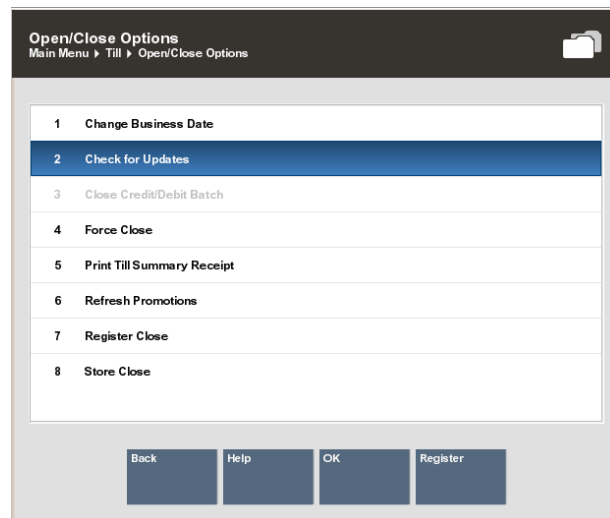 Open/Close Options
Main Menu ▸ Till ▸ Open/Close Options
1 Change Business Date
2 Check for Updates
3 Close Credit/Debit Batch
4 Force Close
5 Print Till Summary Receipt
6 Refresh Promotions
7 Register Close
8 Store Close
Back Help OK Register